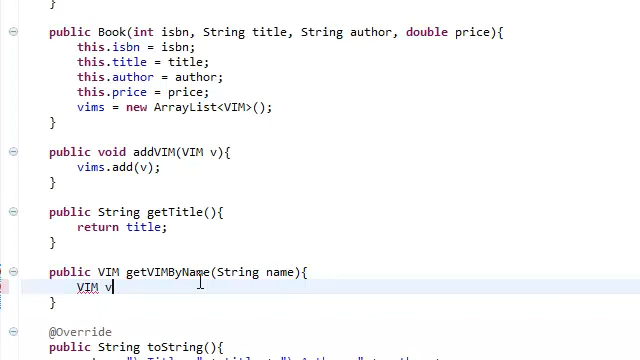 }
public Book(int isbn, String title, String author, double price){
this.isbn = isbn;
this.title = title;
this.author = author;
this.price = price;
vims = new ArrayList<VIM>();
}
public void addVIM(VIM v){
vims.add(v);
}
public String getTitle(){
return title;
}
public VIM getVIMByName(String name){
VIM v
}
@Override
public String toString(){